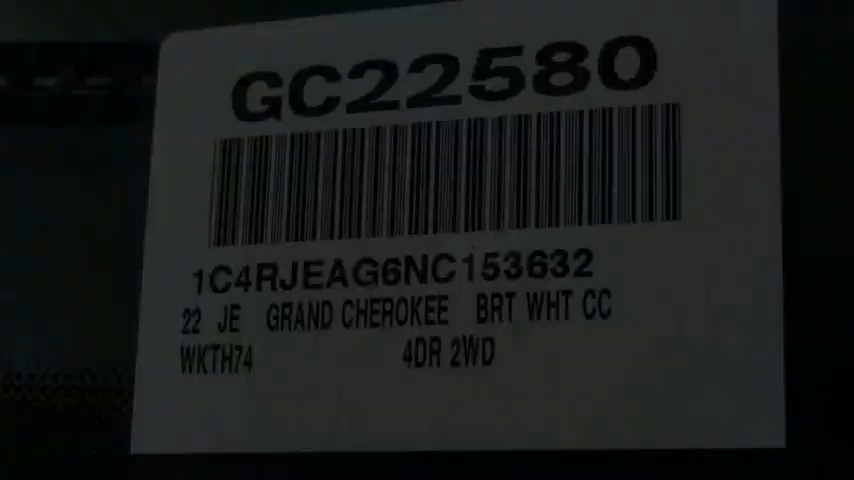 GC22580
1C4RJEAG6NC153632
22 JE GRAND CHEROKEE BRT WHT CC
WKTH74 4DR 2WD